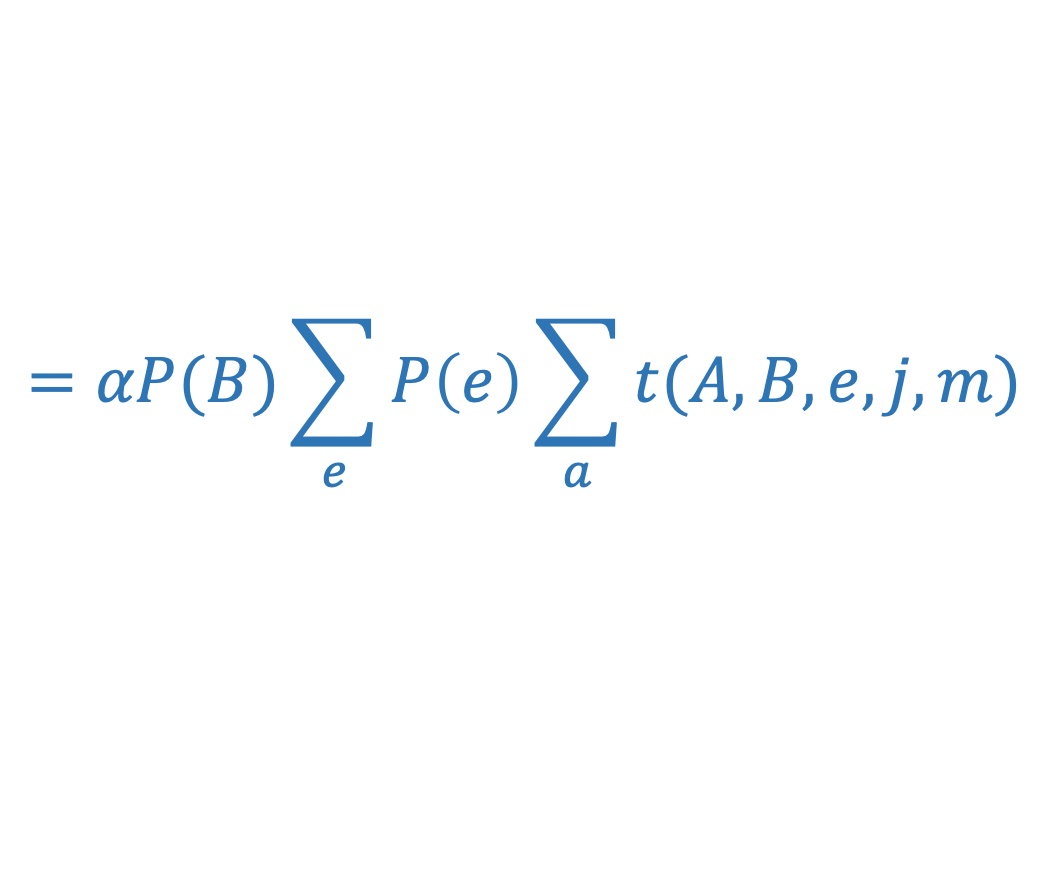 = αP(B) ∑_e P(e) ∑_a t(A, B, e, j, m)